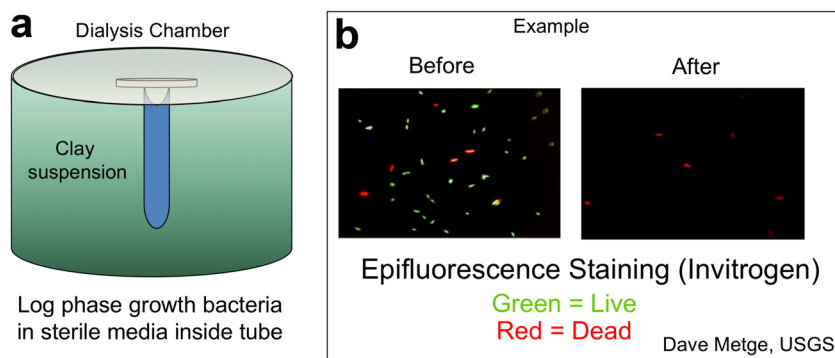 a
Dialysis Chamber
Clay
suspension
Log phase growth bacteria
in sterile media inside tube
b
Example
Before
After
Epifluorescence Staining (Invitrogen)
Green = Live
Red = Dead
Dave Metge, USGS